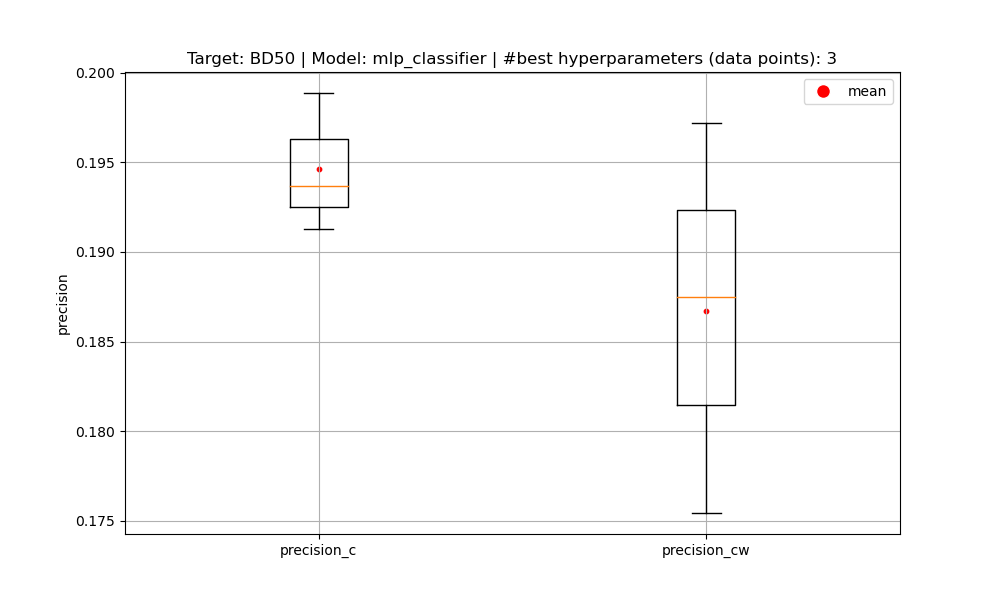 Target: BD50 | Model: mlp_classifier | #best hyperparameters (data points): 3
mean
0.200
0.195
0.190
0.185
0.180
0.175
precision
precision_c
precision_cw